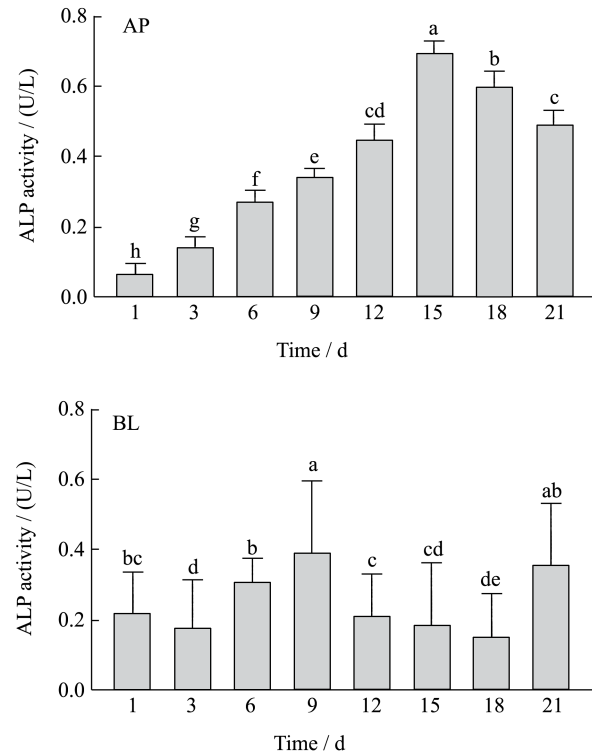 0.8
AP
a
b
0.6
c
cd
0.4
e
f
0.2
g
h
0.0
1 3 6 9 12 15 18 21
Time / d
ALP activity / (U/L)
0.8
BL
a
0.6
ab
0.4
b
bc
c
cd
d
de
0.2
0.0
1 3 6 9 12 15 18 21
Time / d
ALP activity / (U/L)